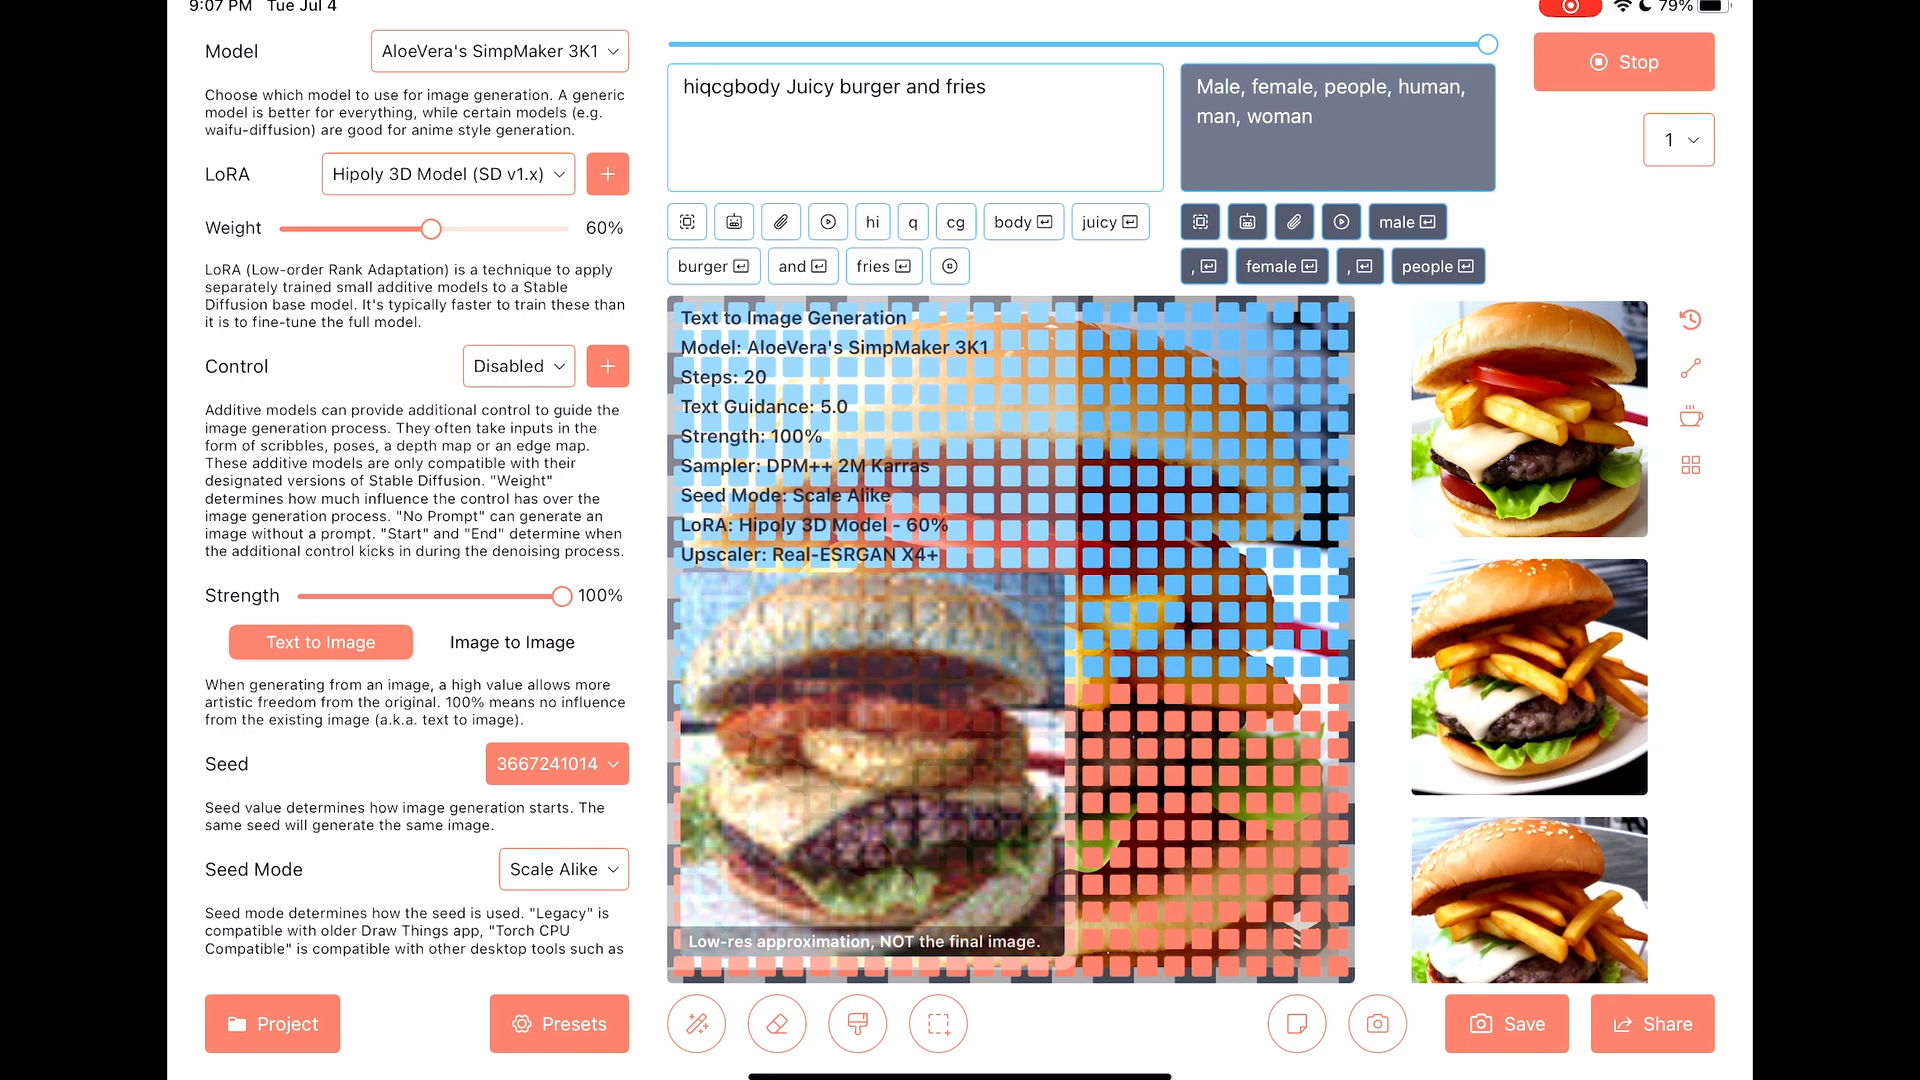 9:07 PM Tue Jul 4
79%
Model
AloeVera's SimpMaker 3K1
Choose which model to use for image generation. A generic
model is better for everything, while certain models (e.g.
waifu-diffusion) are good for anime style generation.
LoRA
Hipoly 3D Model (SD v1.x)
Weight
60%
LoRA (Low-order Rank Adaptation) is a technique to apply
separately trained small additive models to a Stable
Diffusion base model. It's typically faster to train these than
it is to fine-tune the full model.
Control
Disabled
Additive models can provide additional control to guide the
image generation process. They often take inputs in the
form of scribbles, poses, a depth map or an edge map.
These additive models are only compatible with their
designated versions of Stable Diffusion. "Weight"
determines how much influence the control has over the
image generation process. "No Prompt" can generate an
image without a prompt. "Start" and "End" determine when
the additional control kicks in during the denoising process.
Strength
100%
Text to Image
Image to Image
When generating from an image, a high value allows more
artistic freedom from the original. 100% means no influence
from the existing image (a.k.a. text to image).
Seed
3667241014
Seed value determines how image generation starts. The
same seed will generate the same image.
Seed Mode
Scale Alike
Seed mode determines how the seed is used. "Legacy" is
compatible with older Draw Things app, "Torch CPU
Compatible" is compatible with other desktop tools such as
Project
Presets
hiqcgbody Juicy burger and fries
Male, female, people, human,
man, woman
Stop
1
hi q cg body juicy
burger and fries
male
, female , people
Text to Image Generation
Model: AloeVera's SimpMaker 3K1
Steps: 20
Text Guidance: 5.0
Strength: 100%
Sampler: DPM++ 2M Karras
Seed Mode: Scale Alike
LoRA: Hipoly 3D Model - 60%
Upscaler: Real-ESRGAN X4+
Low-res approximation, NOT the final image.
Save
Share